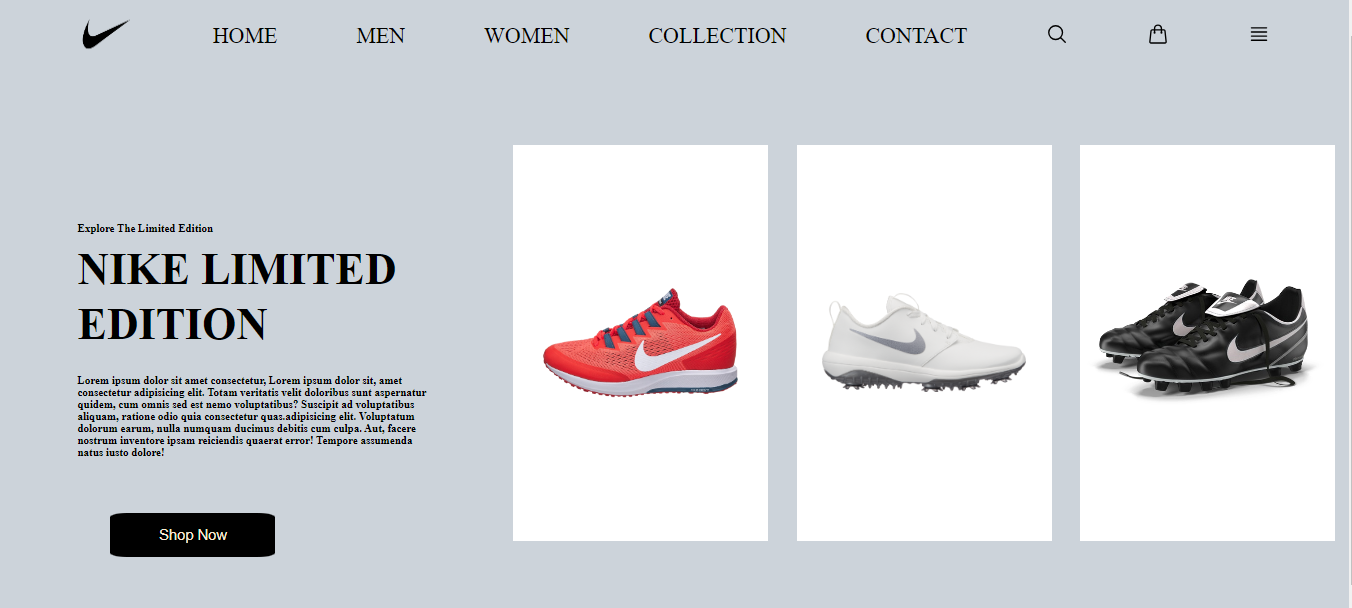 HOME MEN WOMEN COLLECTION CONTACT
Explore The Limited Edition
NIKE LIMITED
EDITION
Lorem ipsum dolor sit amet consectetur, Lorem ipsum dolor sit, amet
consectetur adipisicing elit. Totam veritatis velit doloribus sunt aspernatur
quidem, cum omnis sed est nemo voluptatibus? Suscipit ad voluptatibus
aliquam, ratione odio quia consectetur quas.adipisicing elit. Voluptatum
dolorum earum, nulla numquam ducimus debitis cum culpa. Aut, facere
nostrum inventore ipsam reiciendis quaerat error! Tempore assumenda
natus iusto dolore!
Shop Now